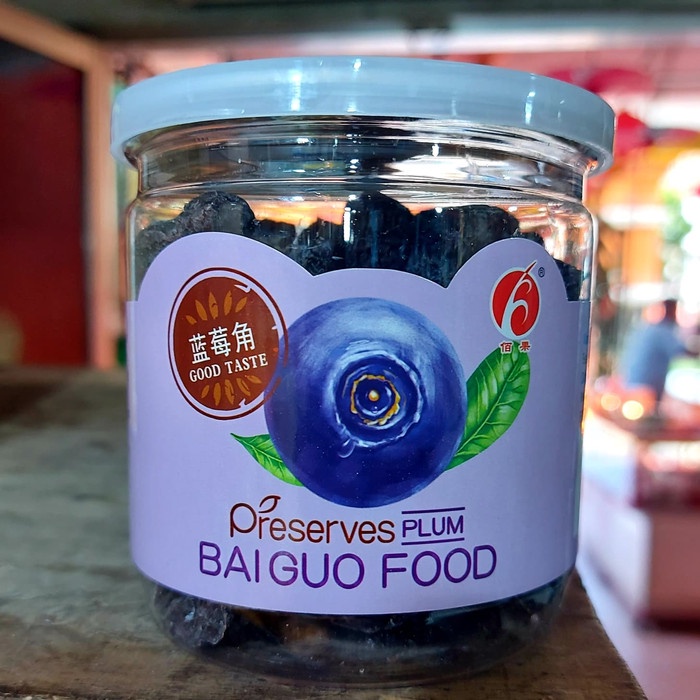 蓝莓角
GOOD TASTE
®
佰果
Preserves PLUM
BAI GUO FOOD